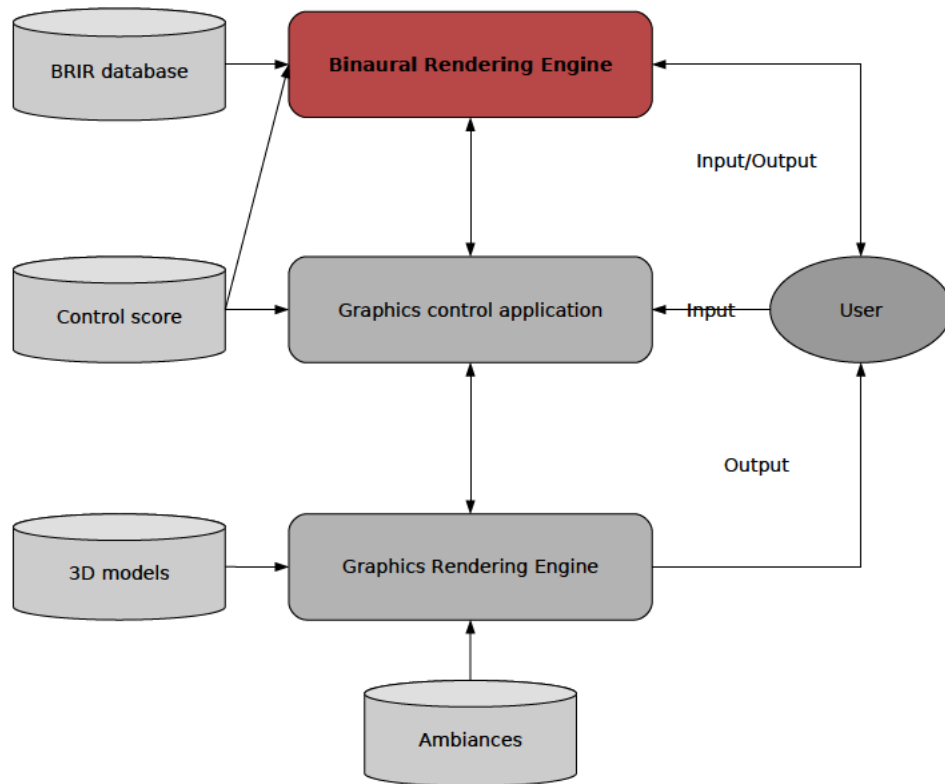 BRIR database
Binaural Rendering Engine
Input/Output
Control score
Graphics control application
Input
User
Output
3D models
Graphics Rendering Engine
Ambiances